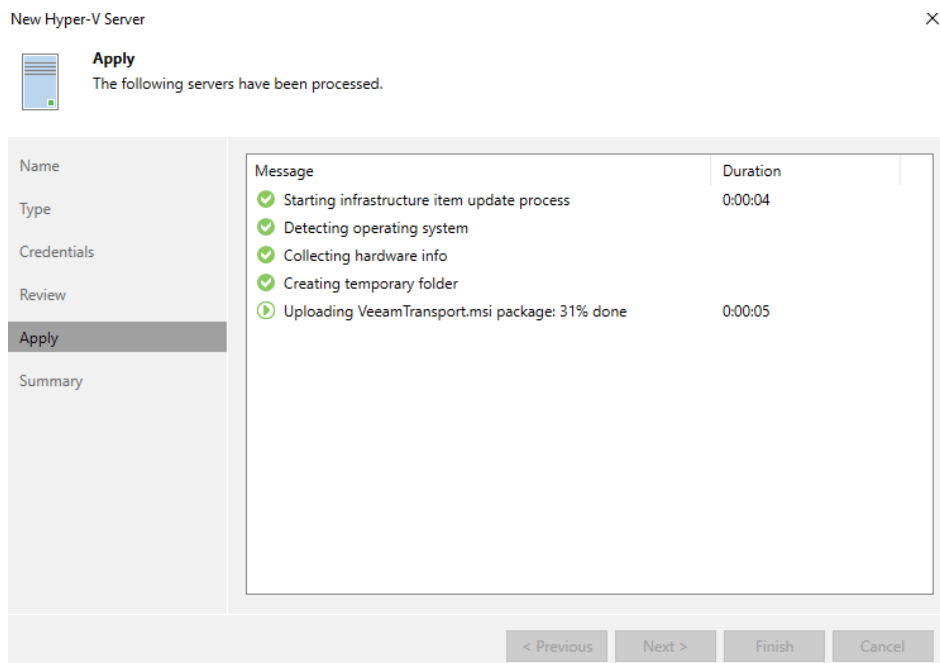 New Hyper-V Server
Apply
The following servers have been processed.
Name
Type
Credentials
Review
Apply
Summary
Message Duration
Starting infrastructure item update process 0:00:04
Detecting operating system
Collecting hardware info
Creating temporary folder
Uploading VeeamTransport.msi package: 31% done 0:00:05
< Previous Next > Finish Cancel